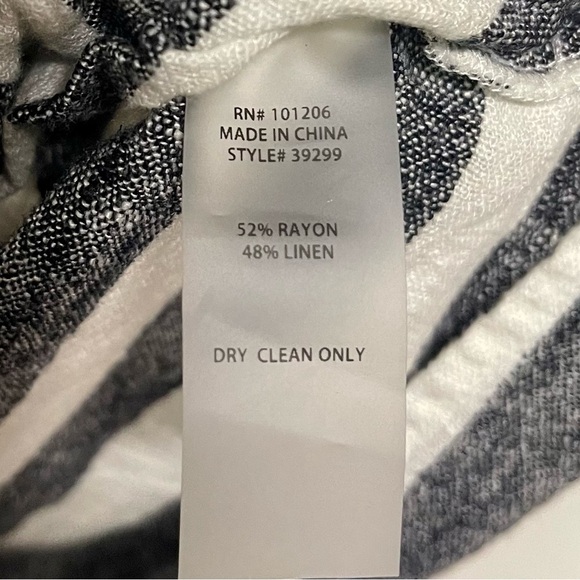 RN# 101206
MADE IN CHINA
STYLE# 39299
52% RAYON
48% LINEN
DRY CLEAN ONLY